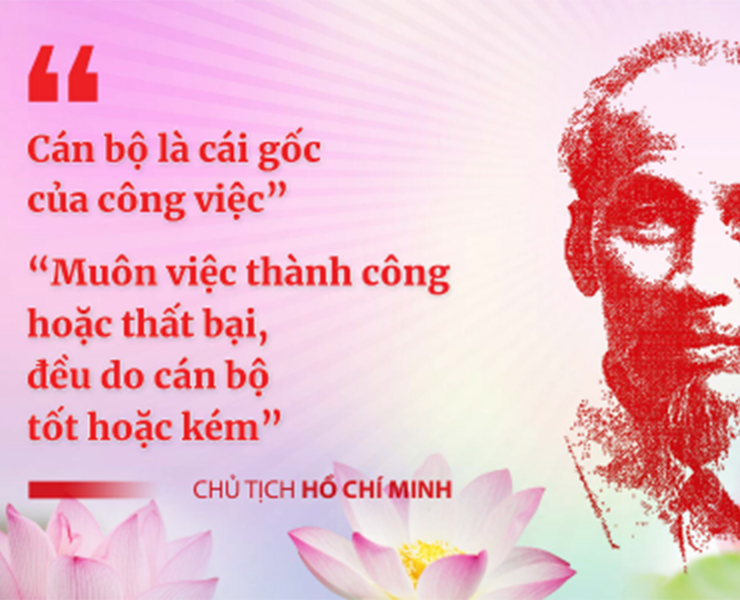 “
Cán bộ là cái gốc
của công việc”
“Muôn việc thành công
hoặc thất bại,
đều do cán bộ
tốt hoặc kém”
CHỦ TỊCH HỒ CHÍ MINH